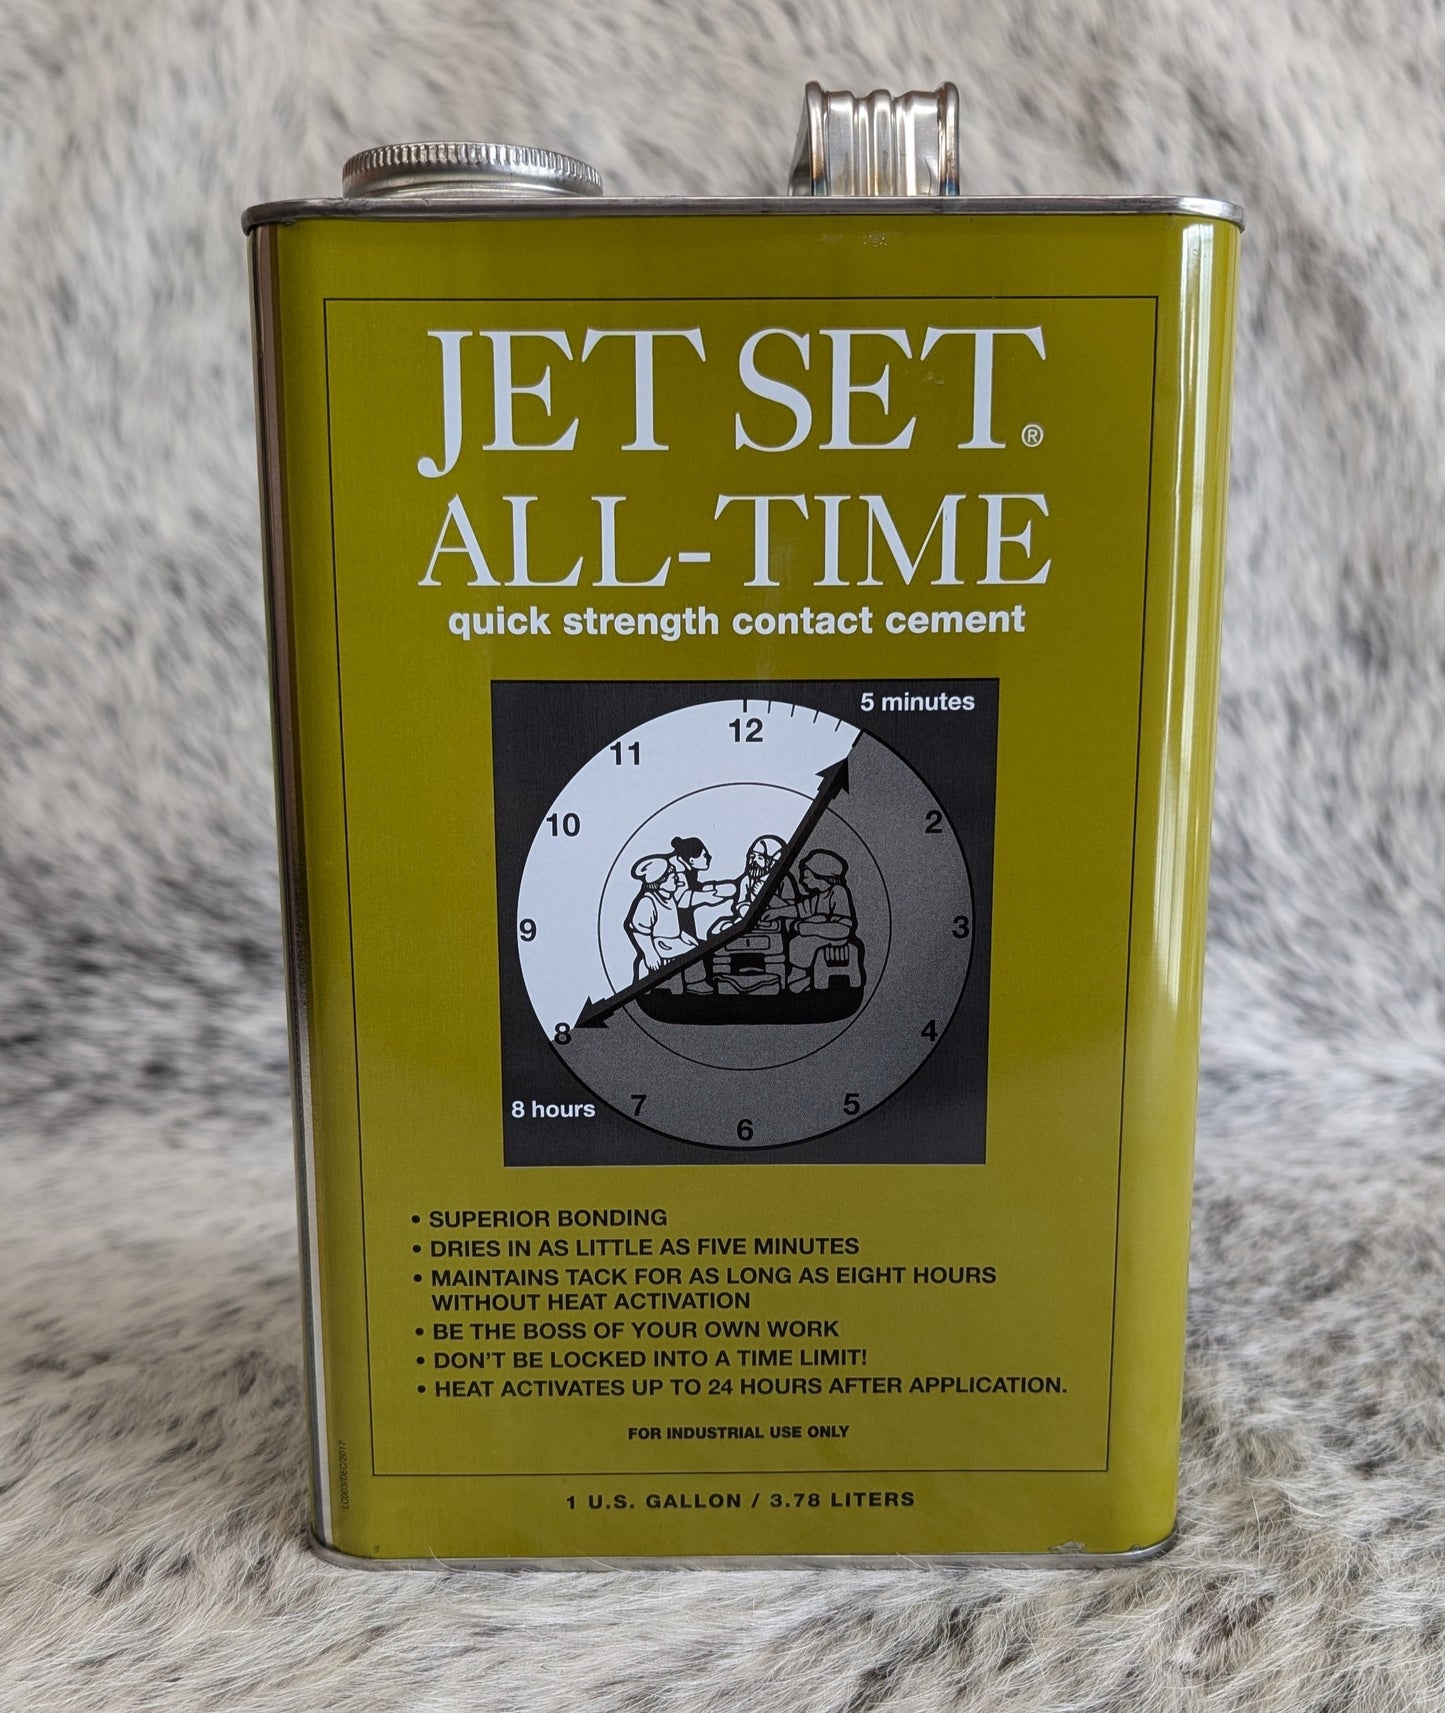 JET SET®
ALL-TIME
quick strength contact cement
5 minutes
12
11
10
2
9
3
8
4
8 hours
7
5
6
• SUPERIOR BONDING
• DRIES IN AS LITTLE AS FIVE MINUTES
• MAINTAINS TACK FOR AS LONG AS EIGHT HOURS
WITHOUT HEAT ACTIVATION
• BE THE BOSS OF YOUR OWN WORK
• DON'T BE LOCKED INTO A TIME LIMIT!
• HEAT ACTIVATES UP TO 24 HOURS AFTER APPLICATION.
FOR INDUSTRIAL USE ONLY
LC003/DEC/2017
1 U.S. GALLON / 3.78 LITERS